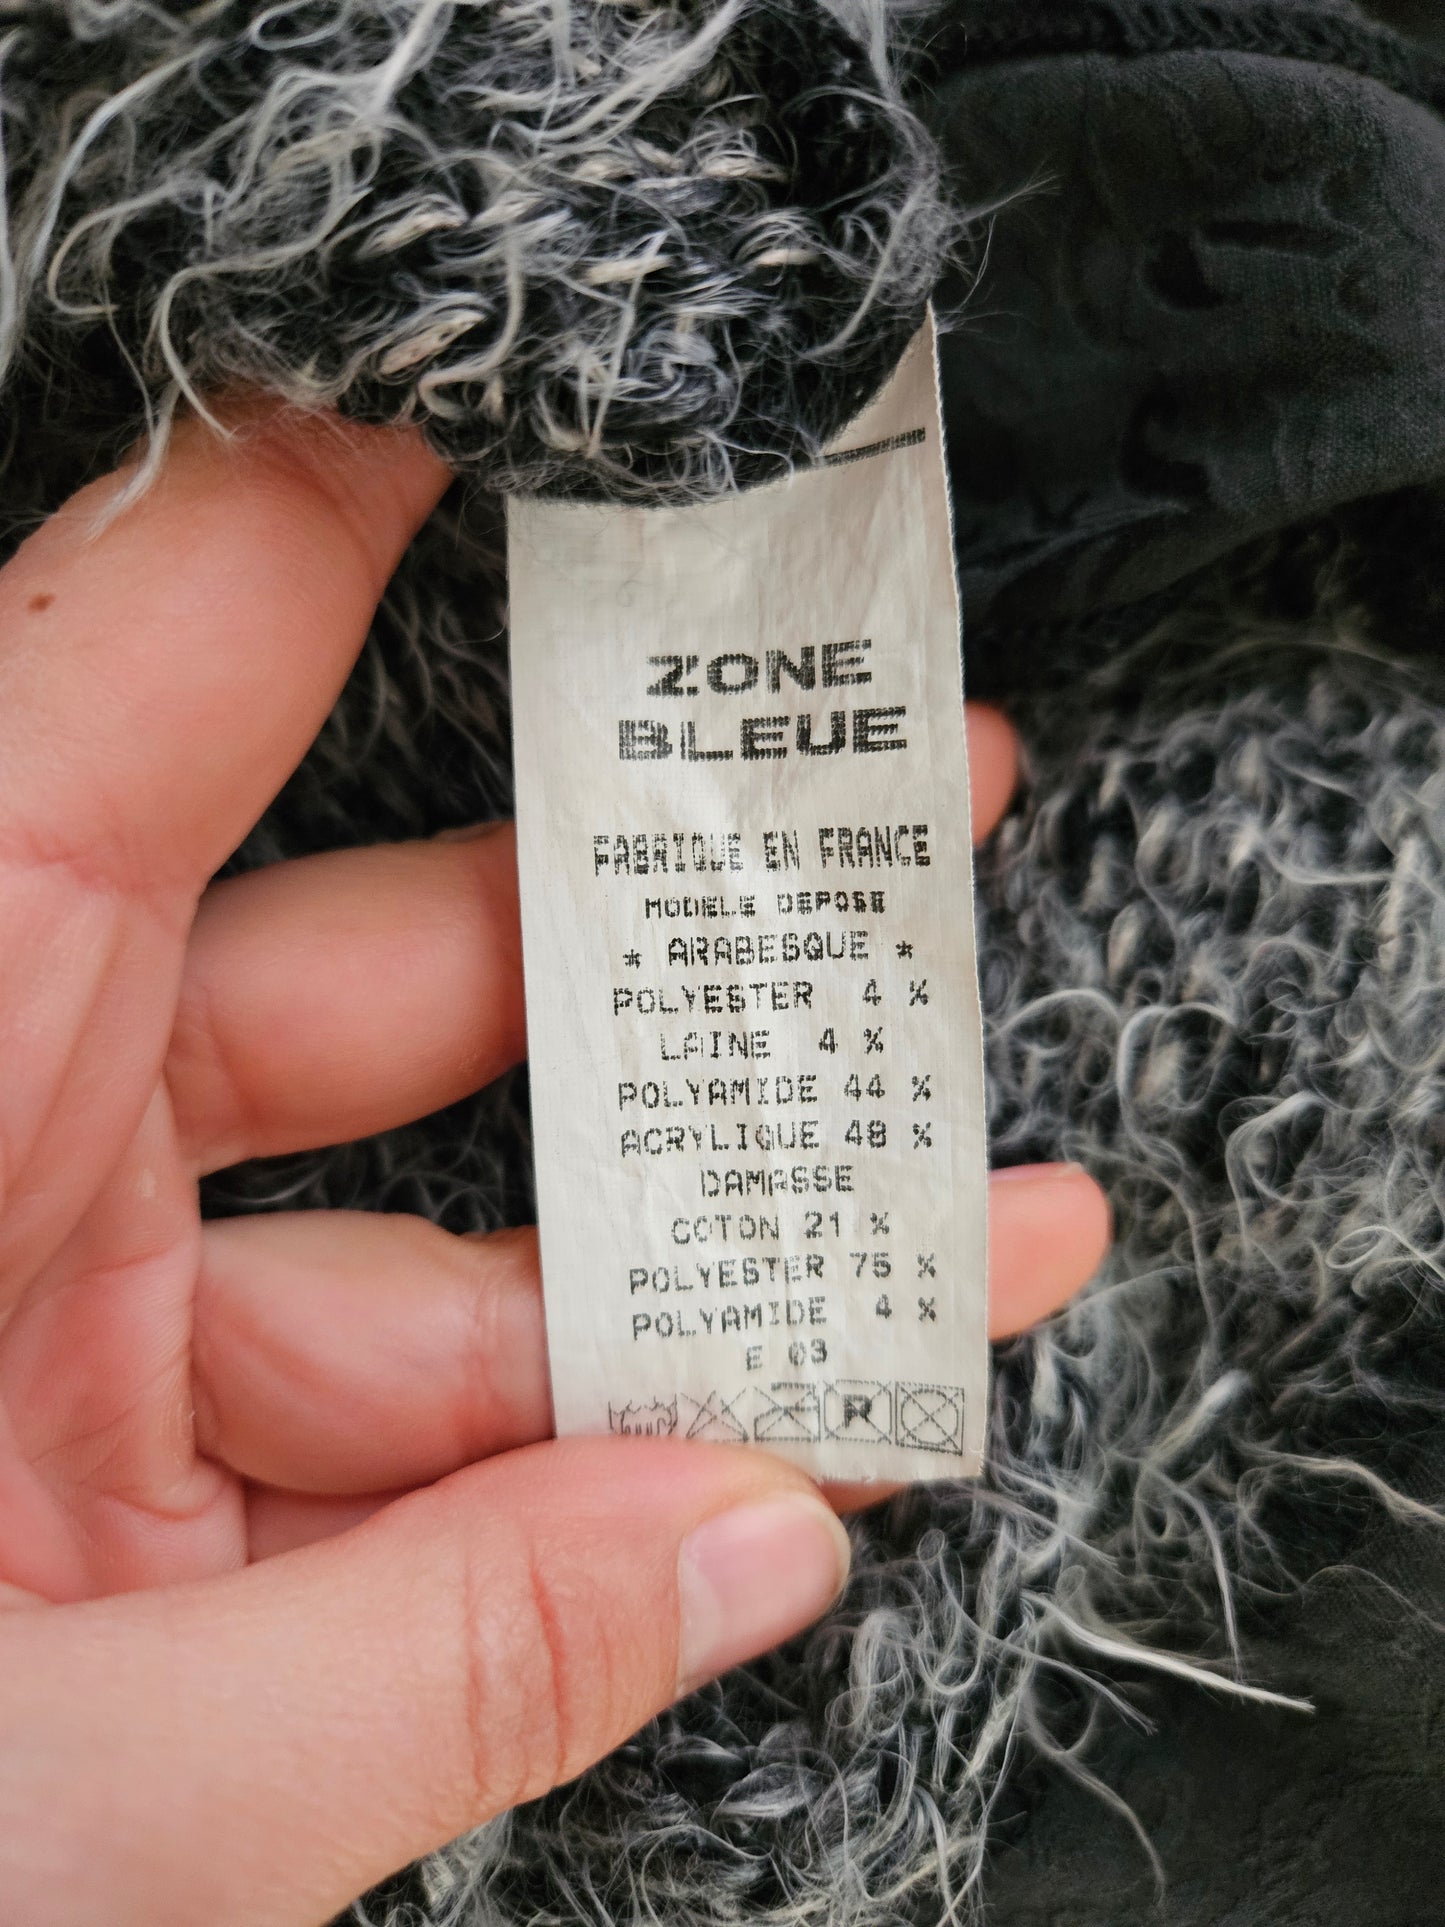 ZONE
BLEUE
FABRIQUE EN FRANCE
MODELE DEPOSE
* ARABESQUE *
POLYESTER 4 %
LAINE 4 %
POLYAMIDE 44 %
ACRYLIQUE 48 %
DAMASSE
COTON 21 %
POLYESTER 75 %
POLYAMIDE 4 %
E 03
P